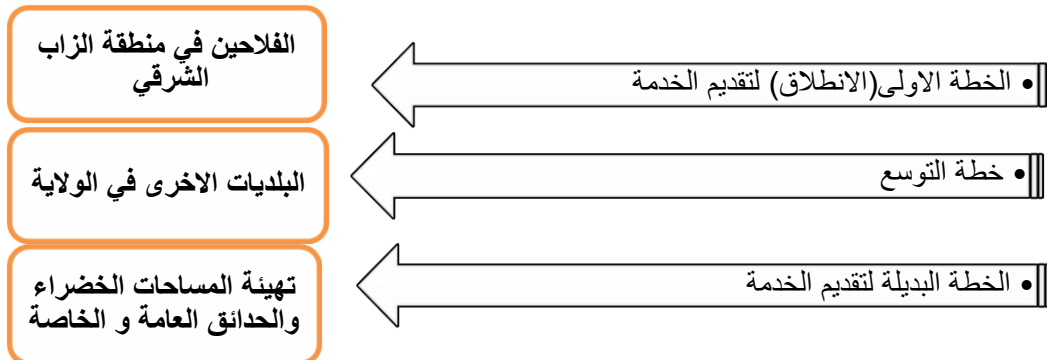 • الخطة الاولى(الانطلاق) لتقديم الخدمة
الفلاحين في منطقة الزاب
الشرقي
• خطة التوسع
البلديات الاخرى في الولاية
• الخطة البديلة لتقديم الخدمة
تهيئة المساحات الخضراء
والحدائق العامة و الخاصة